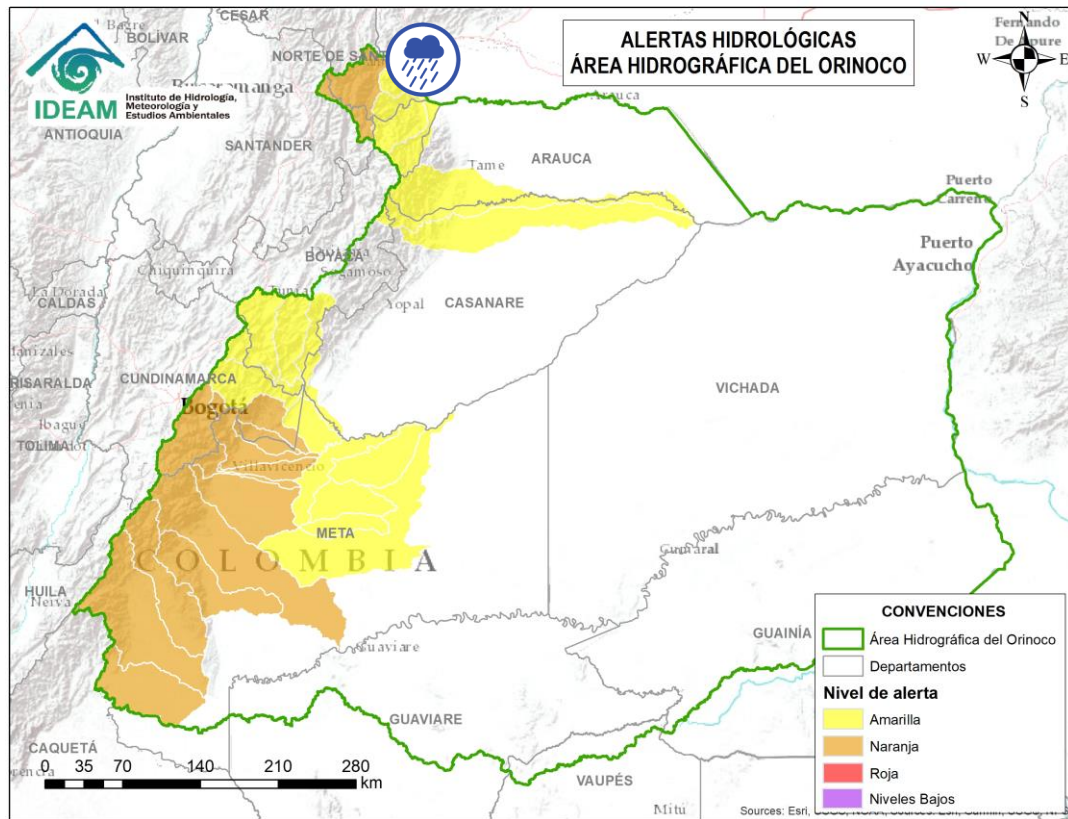 CESAR
BOLÍVAR
NORTE DE SANT
IDEAM
Instituto de Hidrología,
Meteorología y
Estudios Ambientales
ALERTAS HIDROLÓGICAS
ÁREA HIDROGRÁFICA DEL ORINOCO
Fernando
De Apure
N
W
E
S
ANTIOQUIA
SANTANDER
Arauca
ARAUCA
Tame
Puerto
Carreño
Puerto
Ayacucho
BOYACÁ
Sogamoso
Chiquinquira
Tunja
La Dorada
CALDAS
Yopal
CASANARE
VICHADA
RISARALDA
CUNDINAMARCA
Bogotá
Ibague
TOLIMA
Villavicencio
META
COLOMBIA
Cumaral
HUILA
Neiva
Guaviare
GUAINÍA
GUAVIARE
CAQUETÁ
VAUPÉS
Mitú
0 35 70 140 210 280
km
CONVENCIONES
Área Hidrográfica del Orinoco
Departamentos
Nivel de alerta
Amarilla
Naranja
Roja
Niveles Bajos
Sources: Esri,